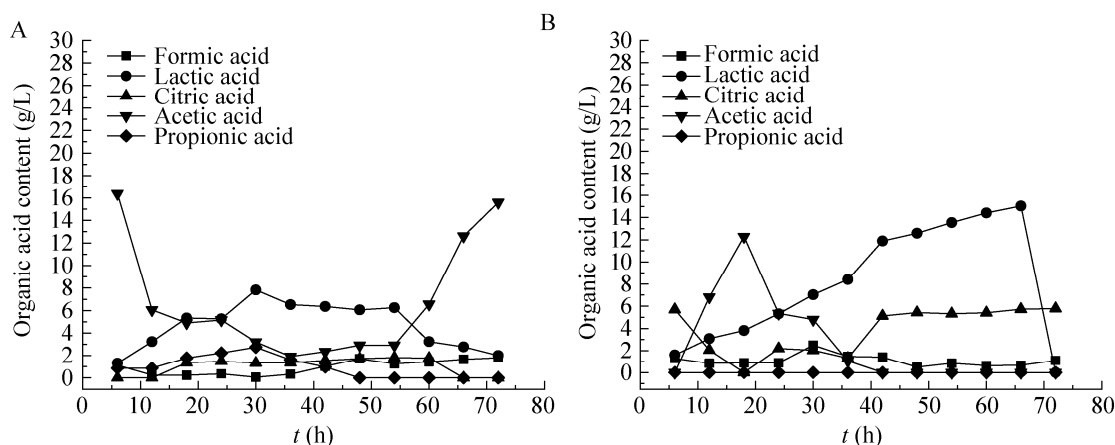 A
30
28
26
24
22
20
18
16
14
12
10
8
6
4
2
0
Organic acid content (g/L)
Formic acid
Lactic acid
Citric acid
Acetic acid
Propionic acid
0 10 20 30 40 50 60 70 80
t (h)
B
30
28
26
24
22
20
18
16
14
12
10
8
6
4
2
0
Organic acid content (g/L)
Formic acid
Lactic acid
Citric acid
Acetic acid
Propionic acid
0 10 20 30 40 50 60 70 80
t (h)